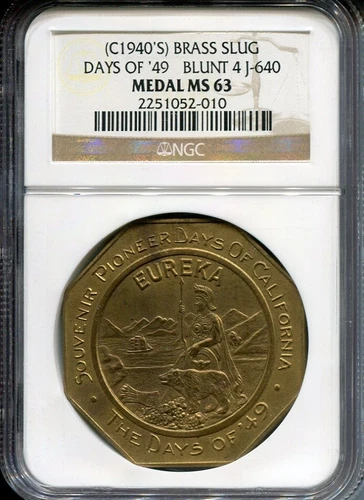 (C1940'S) BRASS SLUG
DAYS OF '49 BLUNT 4 J-640
MEDAL MS 63
2251052-010
NGC
SOUVENIR PIONEER DAYS OF CALIFORNIA
EUREKA
· THE DAYS OF '49 ·